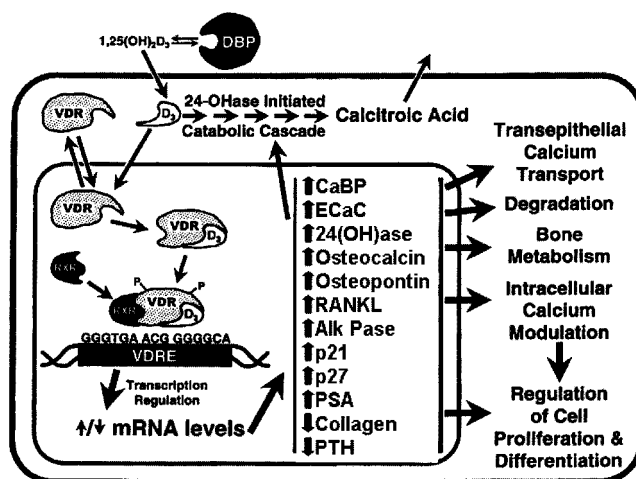 1,25(OH)₂D₃
DBP
VDR
D₃
24-OHase Initiated
Catabolic Cascade
Calcitroic Acid
VDR
VDR
D₃
RXR
P
P
VDR
RXR
D₃
GGGTGA ACG GGGGCA
VDRE
Transcription
Regulation
↑/↓ mRNA levels
↑CaBP
↑ECaC
↑24(OH)ase
↑Osteocalcin
↑Osteopontin
↑RANKL
↑Alk Pase
↑p21
↑p27
↑PSA
↓Collagen
↓PTH
Transepithelial
Calcium
Transport
Degradation
Bone
Metabolism
Intracellular
Calcium
Modulation
Regulation
of Cell
Proliferation &
Differentiation